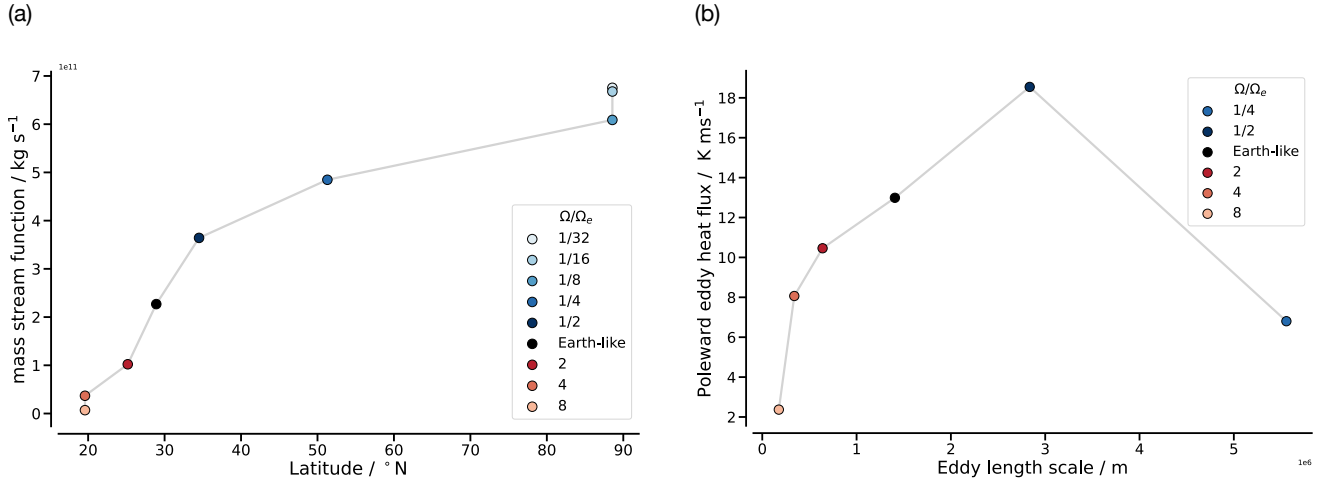 (a)
1e11
7
6
5
4
3
2
1
0
mass stream function / kg s⁻¹
20 30 40 50 60 70 80 90
Latitude / °N
Ω/Ωₑ
1/32
1/16
1/8
1/4
1/2
Earth-like
2
4
8
(b)
18
16
14
12
10
8
6
4
2
Poleward eddy heat flux / K ms⁻¹
0 1 2 3 4 5
1e6
Eddy length scale / m
Ω/Ωₑ
1/4
1/2
Earth-like
2
4
8